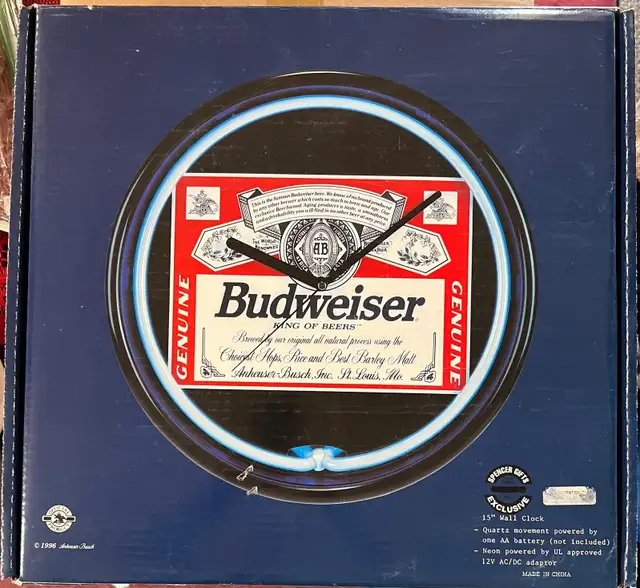 This is the famous Budweiser beer. We know of no brand produced
by any other brewer which costs so much to brew and age. Our
exclusive Beechwood Aging produces a taste, a smoothness
and a drinkability you will find in no other beer at any price.
AB
GENUINE
GENUINE
Budweiser
KING OF BEERS™
Brewed by our original all natural process using the
Choicest Hops, Rice and Best Barley Malt
Anheuser-Busch, Inc. St. Louis, Mo.
SPENCER GIFTS
EXCLUSIVE
15" Wall Clock
- Quartz movement powered by
one AA battery (not included)
- Neon powered by UL approved
12V AC/DC adaptor
MADE IN CHINA
© 1996 Anheuser-Busch